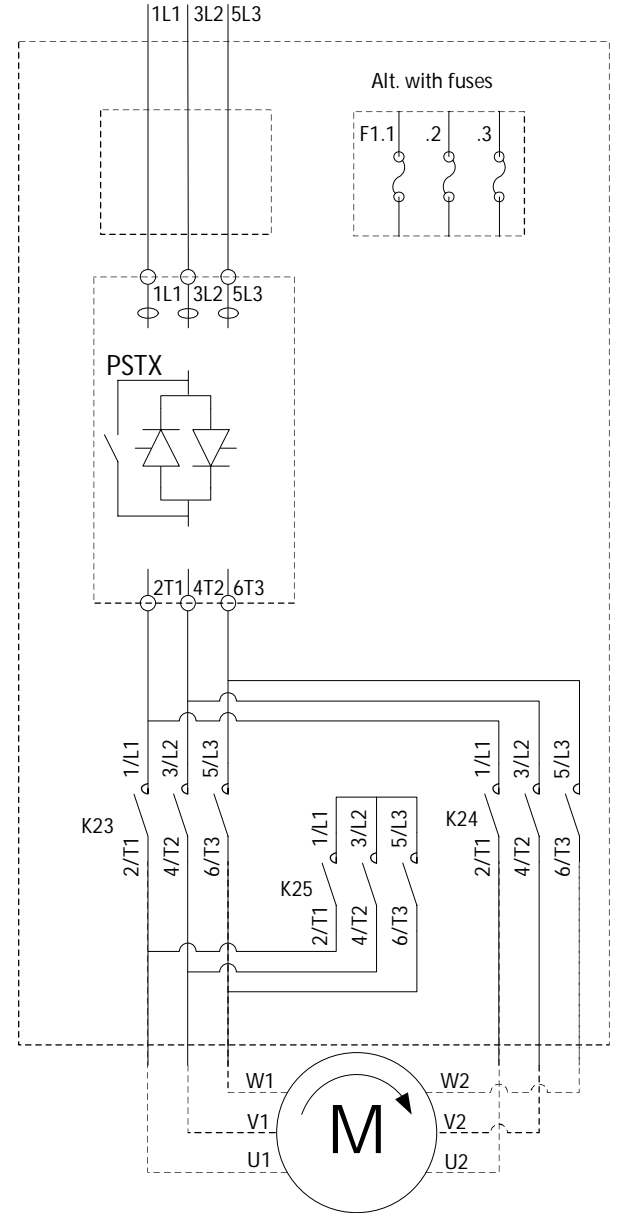 1L1 3L2 5L3
Alt. with fuses
F1.1 .2 .3
1L1 3L2 5L3
PSTX
2T1 4T2 6T3
1/L1 3/L2 5/L3
1/L1 3/L2 5/L3
K23
K24
2/T1 4/T2 6/T3
2/T1 4/T2 6/T3
1/L1 3/L2 5/L3
K25
2/T1 4/T2 6/T3
W1 W2
M
V1 V2
U1 U2